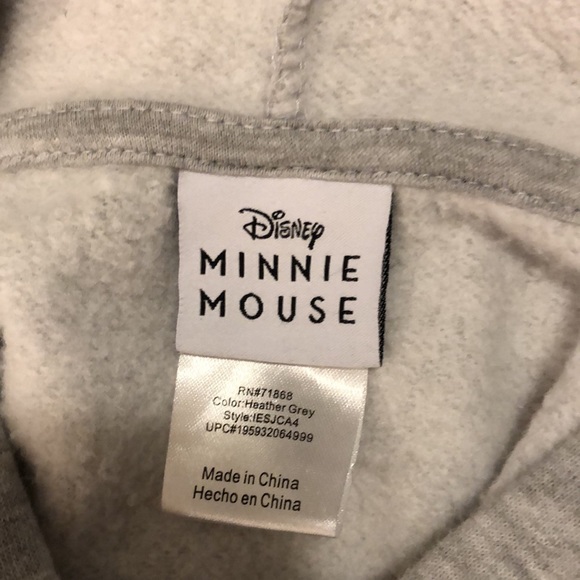 Disney
MINNIE
MOUSE
RN#71868
Color:Heather Grey
Style:IESJCA4
UPC#195932064999
Made in China
Hecho en China